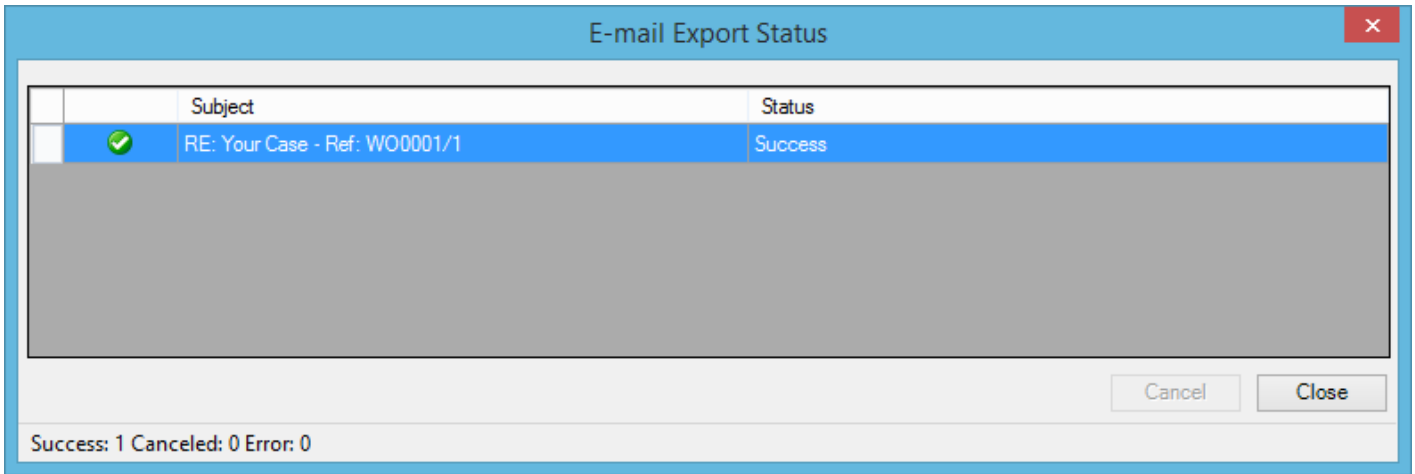 E-mail Export Status
Subject Status
RE: Your Case - Ref: WO0001/1 Success
Cancel Close
Success: 1 Canceled: 0 Error: 0